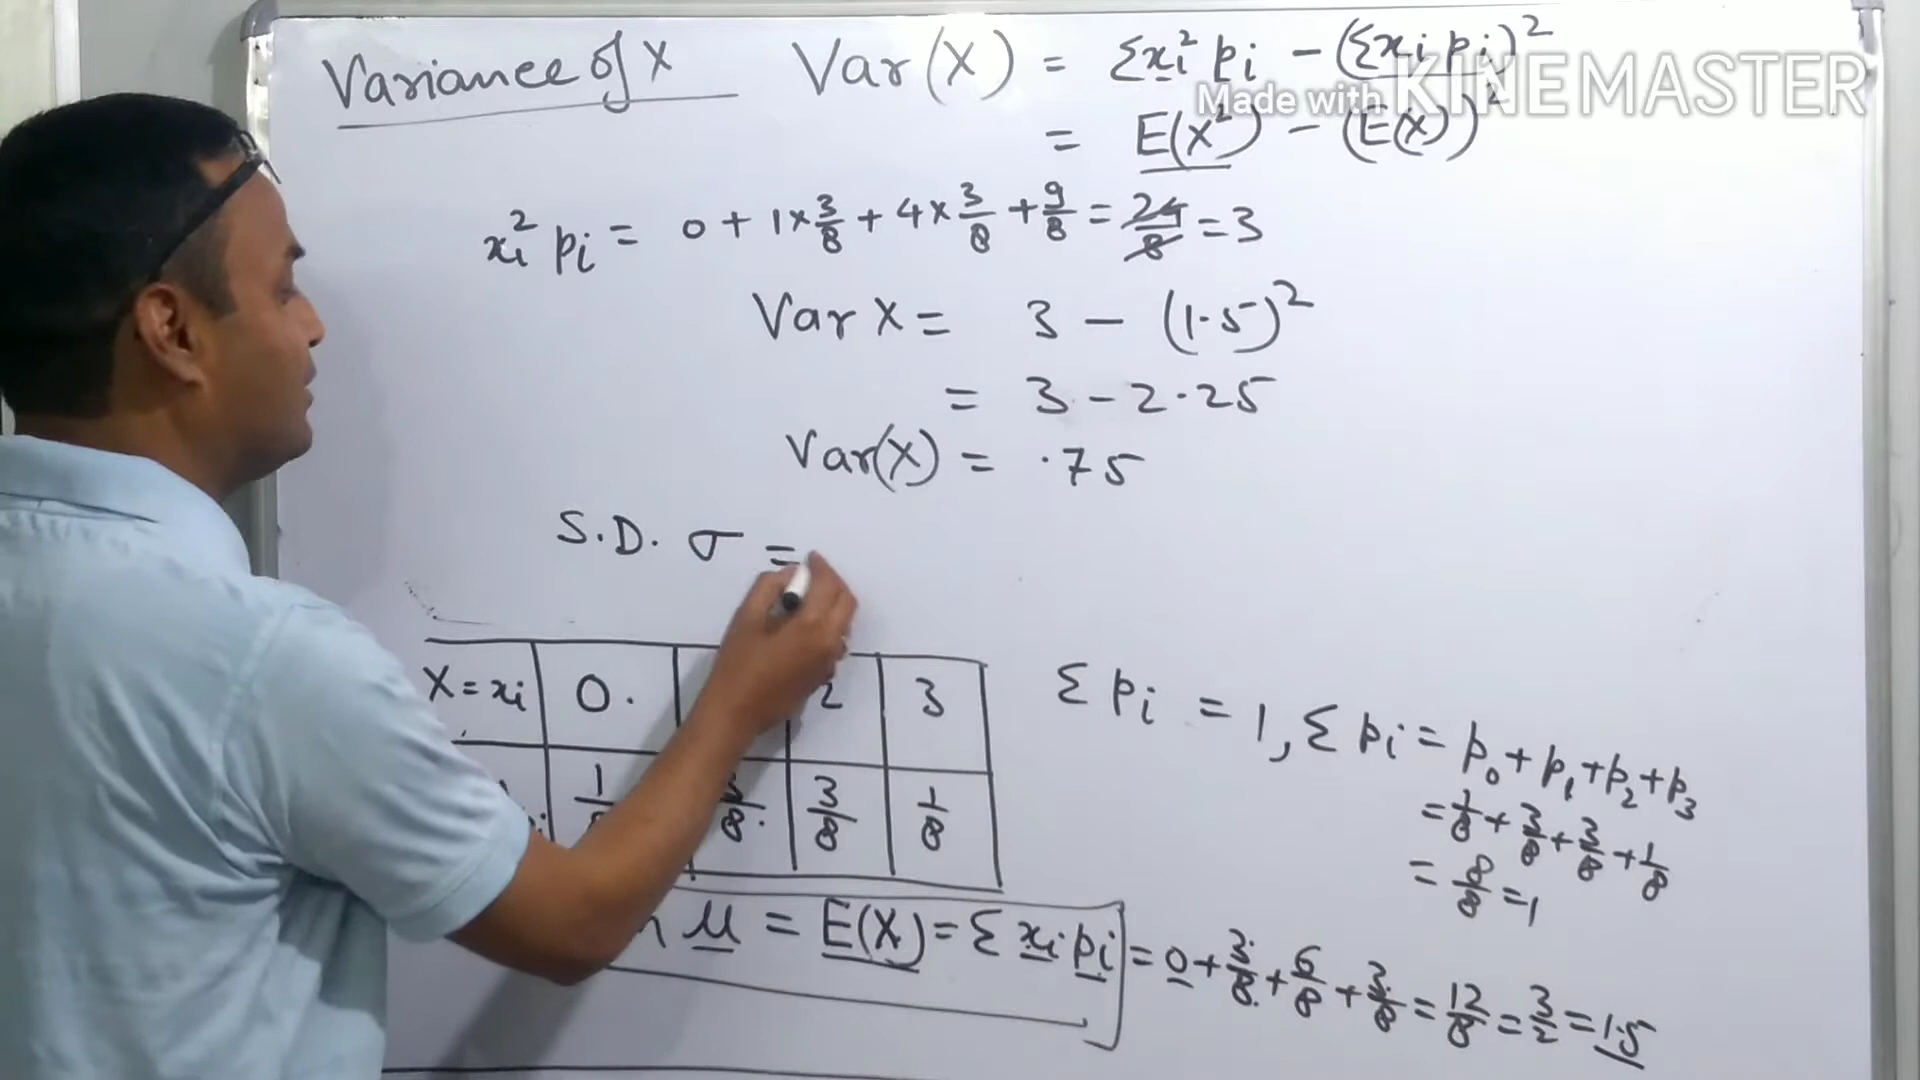 Variance of X Var(X) = Σxi² pi − (Σxi pi)²
Made with KINEMASTER
= E(X²) − (E(X))²
xi² pi = 0 + 1×3/8 + 4×3/8 + 9/8 = 24/8 = 3
Var X = 3 − (1.5)²
= 3 − 2.25
Var(X) = .75
S.D. σ =
X = xi 0. 2 3
1/8 3/8 1/8
Σ pi = 1, Σ pi = p0 + p1 + p2 + p3
= 1/8 + 3/8 + 3/8 + 1/8
= 8/8 = 1
μ = E(X) = Σ xi pi = 0 + 3/8 + 6/8 + 3/8 = 12/8 = 3/2 = 1.5